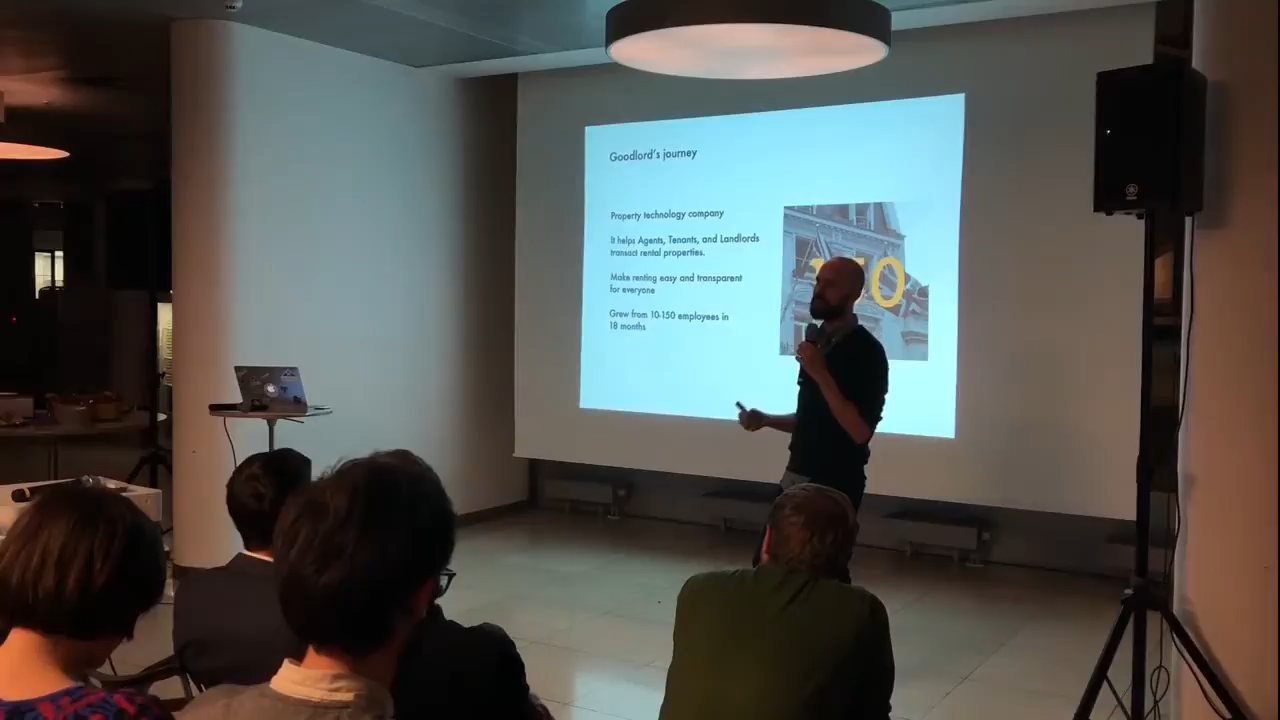 Goodlord's journey
Property technology company
It helps Agents, Tenants, and Landlords
transact rental properties.
Make renting easy and transparent
for everyone
Grew from 10-150 employees in
18 months